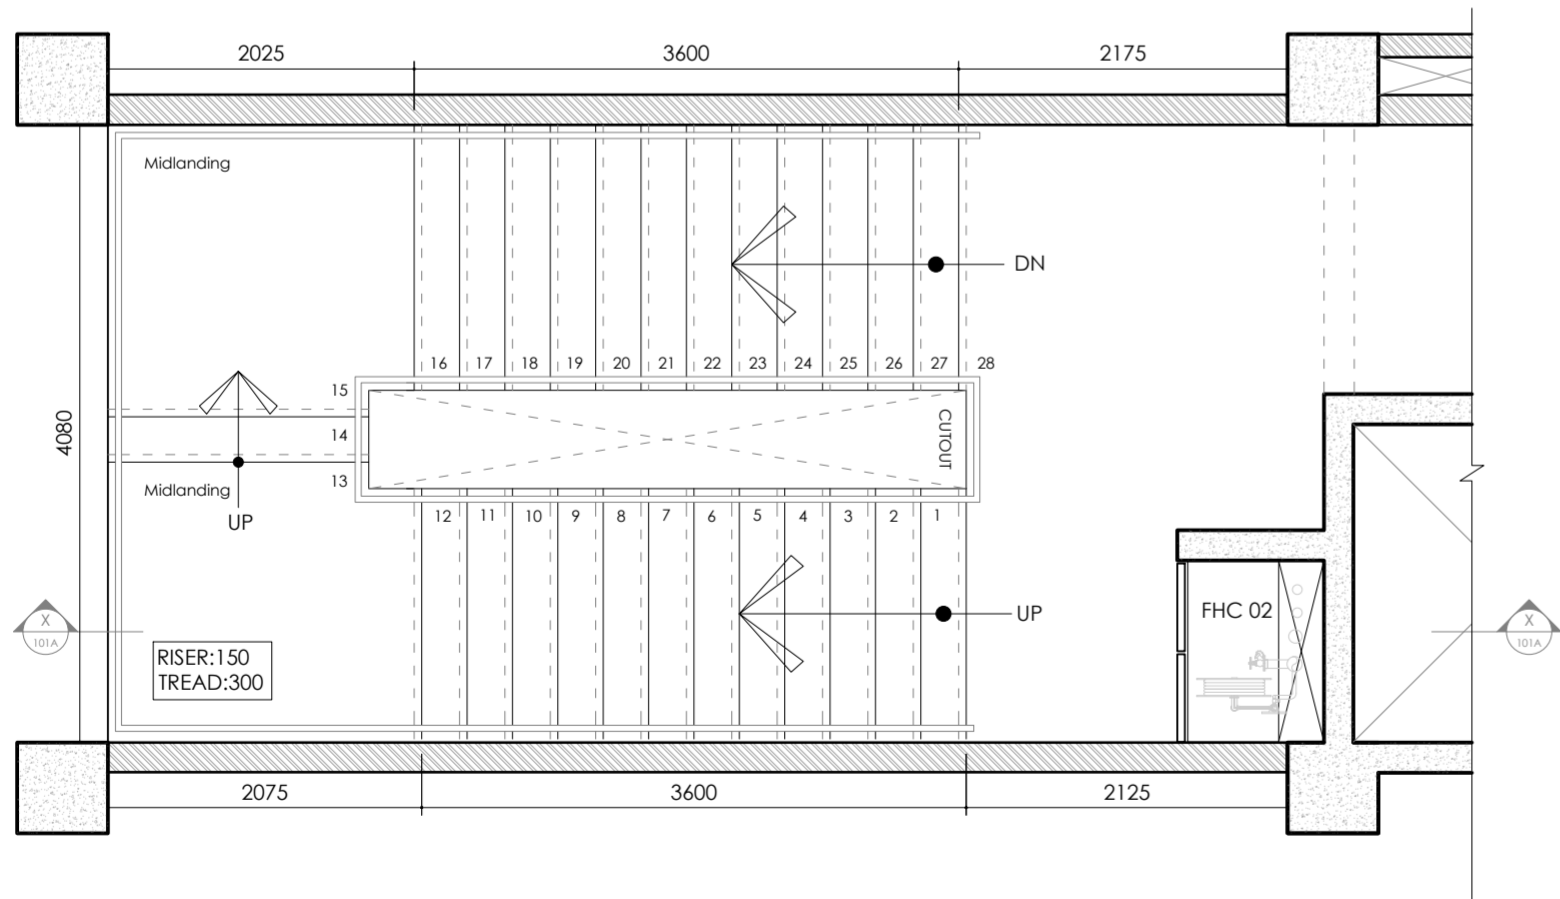 2025 3600 2175
Midlanding
DN
16 17 18 19 20 21 22 23 24 25 26 27 28
15
14
13
4080
CUTOUT
Midlanding
UP
12 11 10 9 8 7 6 5 4 3 2 1
UP
FHC 02
X
101A
X
101A
RISER:150
TREAD:300
2075 3600 2125